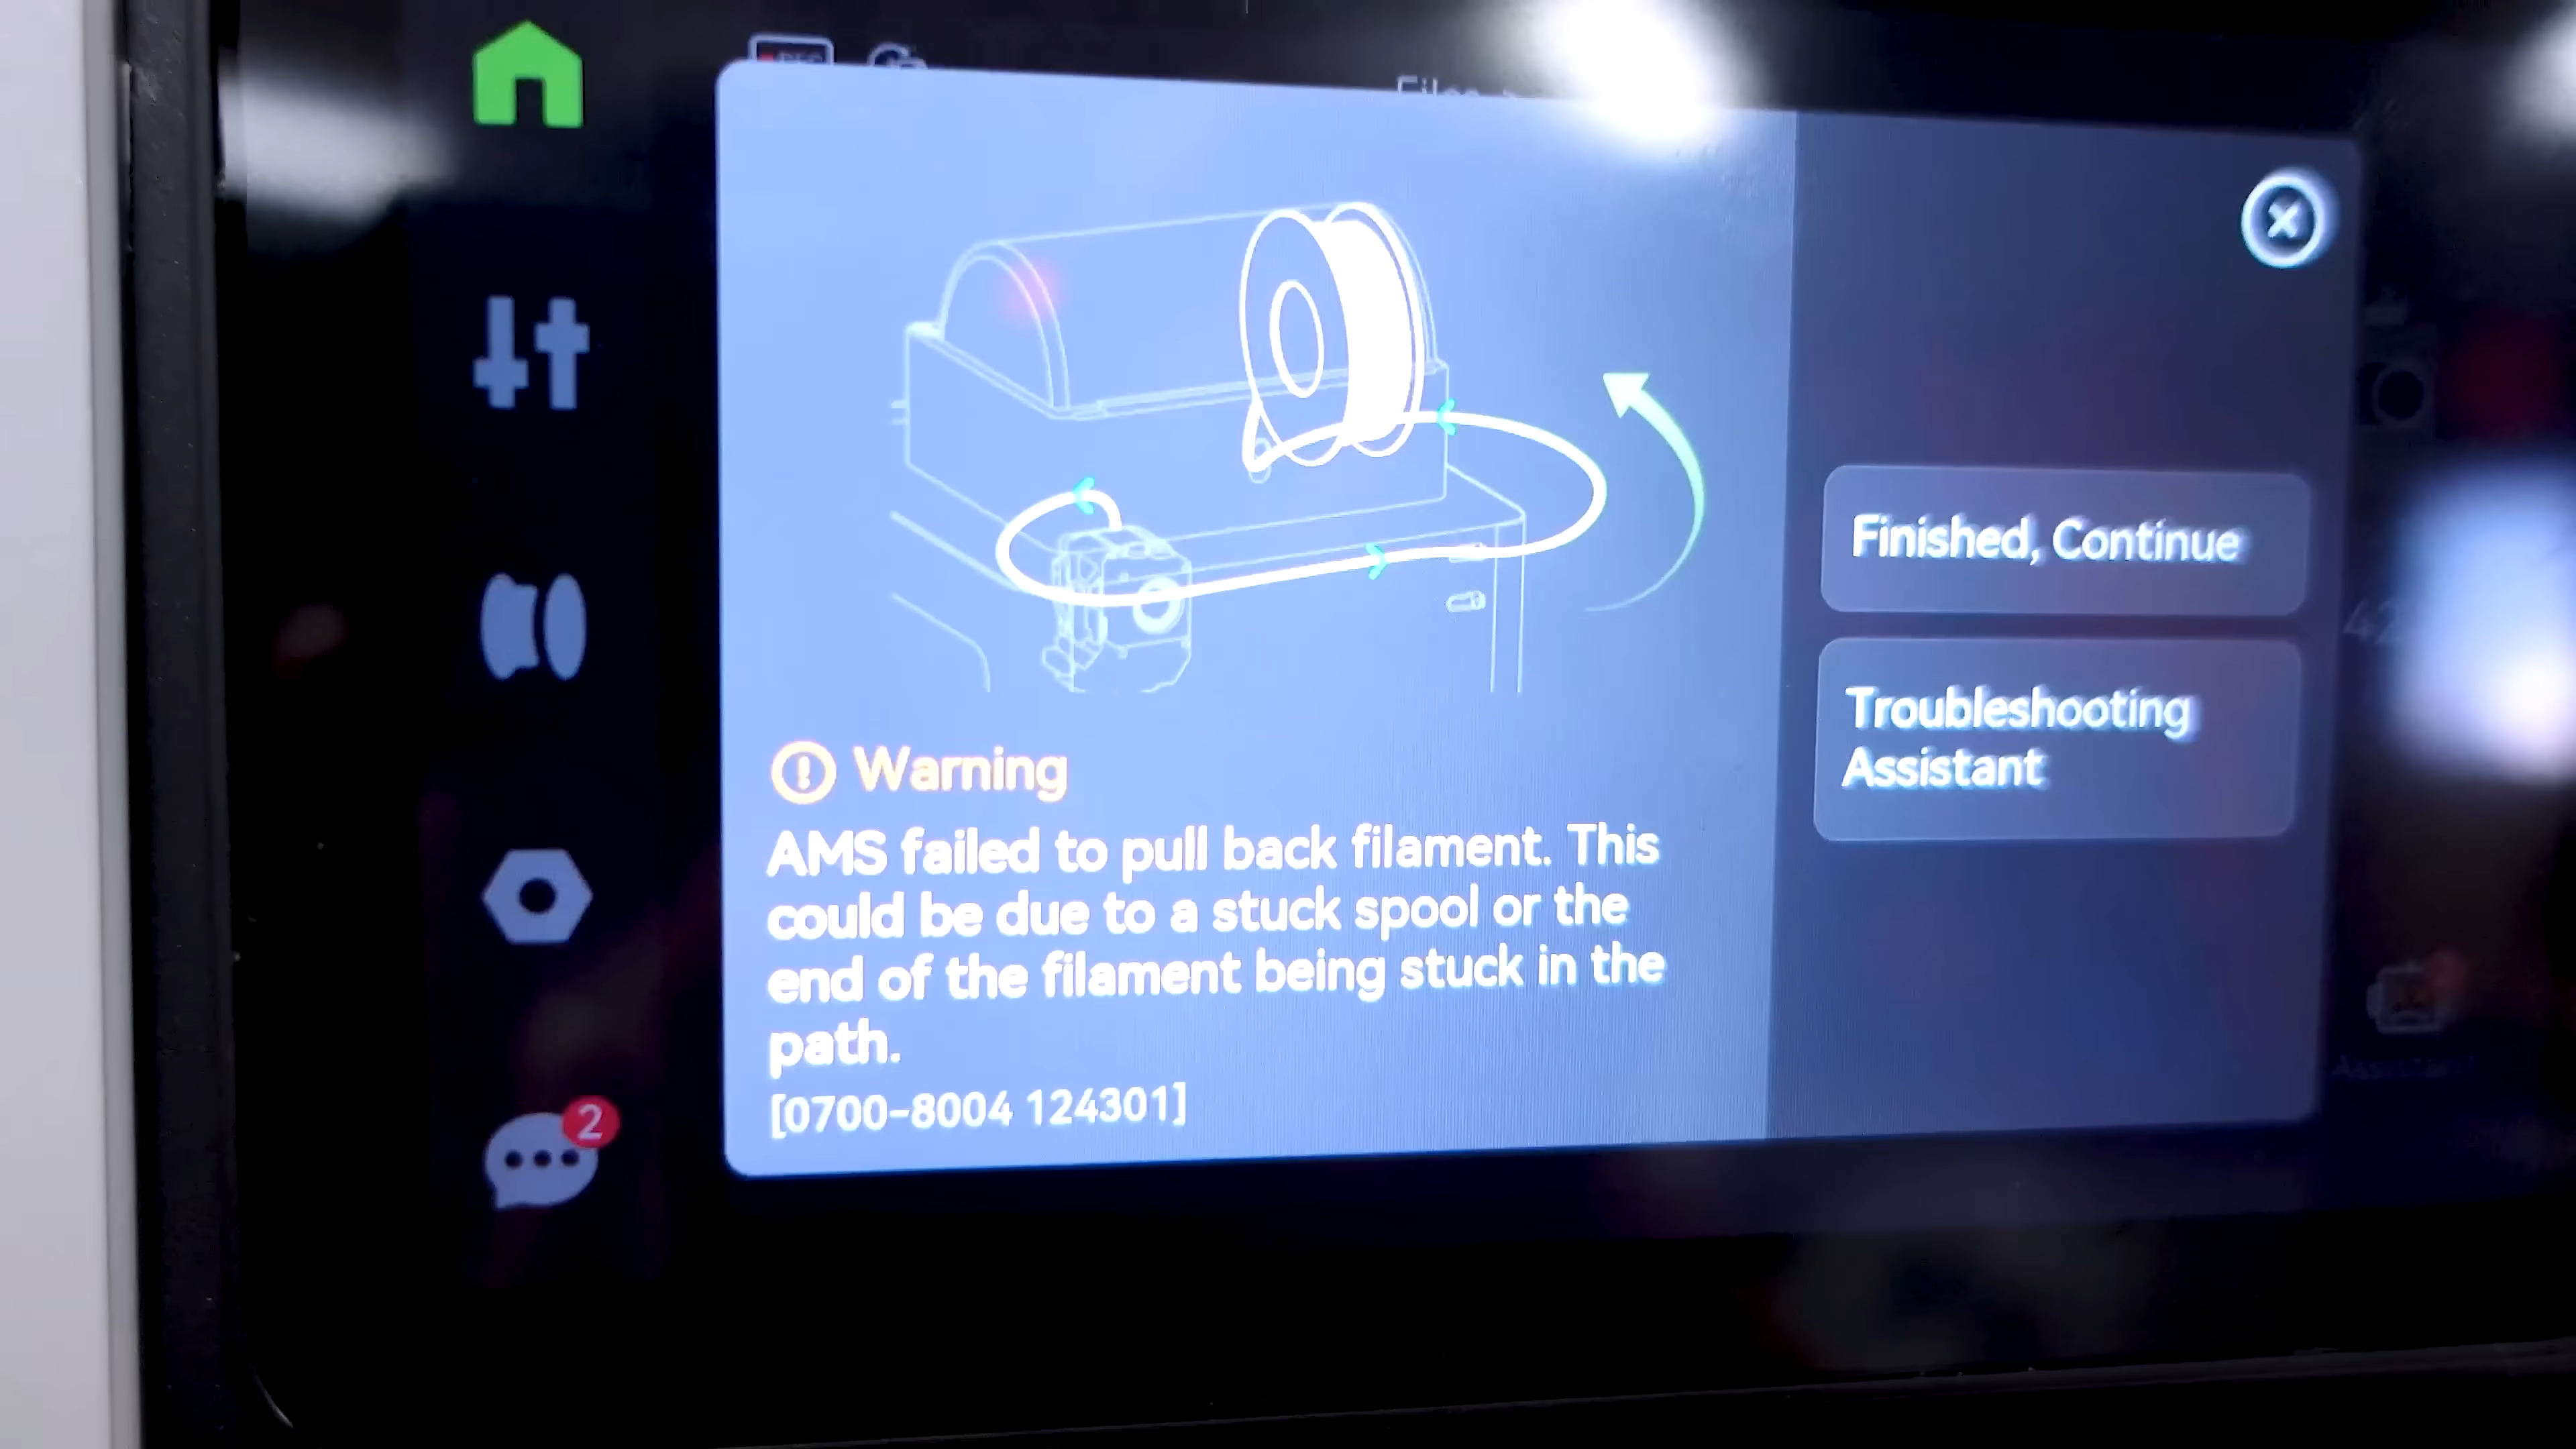 Finished, Continue
Troubleshooting
Assistant
Warning
AMS failed to pull back filament. This
could be due to a stuck spool or the
end of the filament being stuck in the
path.
[0700-8004 124301]
2